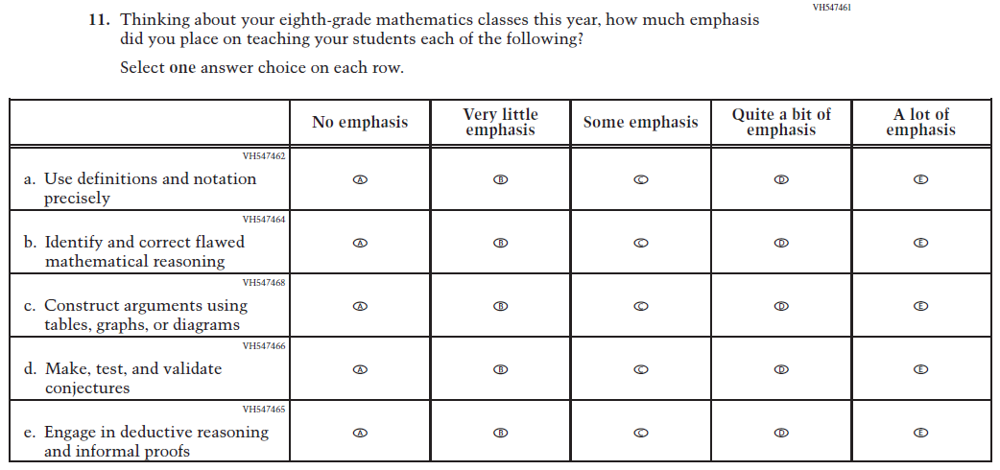 VH547461
11. Thinking about your eighth-grade mathematics classes this year, how much emphasis
did you place on teaching your students each of the following?
Select one answer choice on each row.
No emphasis
Very little
emphasis
Some emphasis
Quite a bit of
emphasis
A lot of
emphasis
VH547462
a. Use definitions and notation
precisely
A B C D E
VH547464
b. Identify and correct flawed
mathematical reasoning
A B C D E
VH547468
c. Construct arguments using
tables, graphs, or diagrams
A B C D E
VH547466
d. Make, test, and validate
conjectures
A B C D E
VH547465
e. Engage in deductive reasoning
and informal proofs
A B C D E